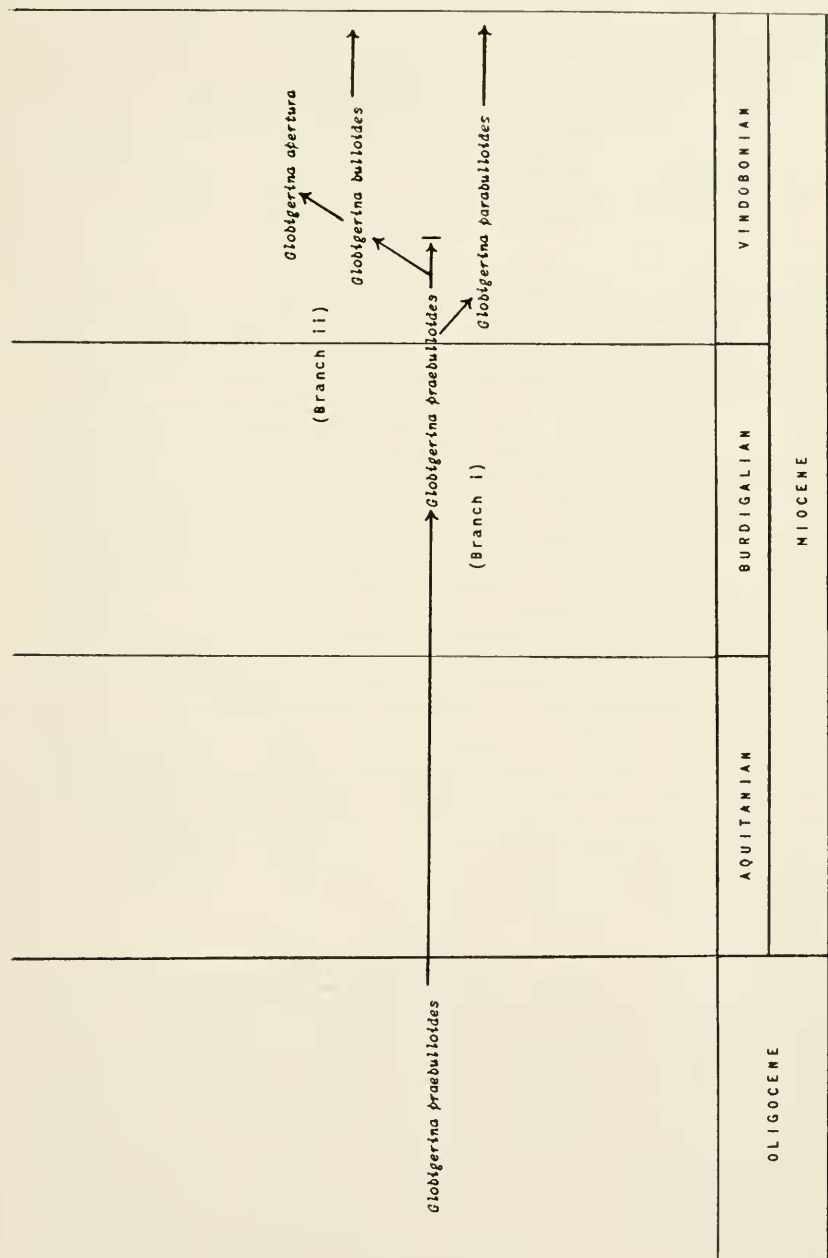 Globigerina apertura
(Branch II)
Globigerina bulloides
Globigerina praebulloides
Globigerina praebulloides
(Branch I)
Globigerina parabulloides
AQUITANIAN
BURDIGALIAN
VINDOBONIAN
OLIGOCENE
MIOCENE